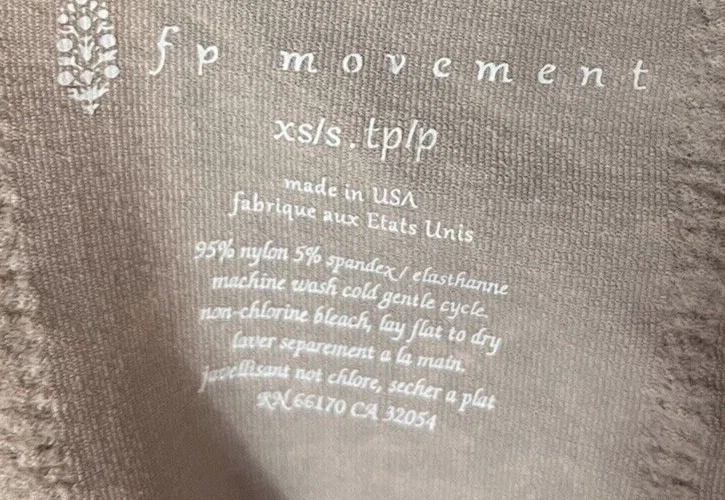 fp movement
xs/s . tp/p
made in USA
fabrique aux Etats Unis
95% nylon 5% spandex / elasthanne
machine wash cold gentle cycle.
non-chlorine bleach, lay flat to dry
laver separement a la main.
javellisant not chlore, secher a plat
RN 66170 CA 32054